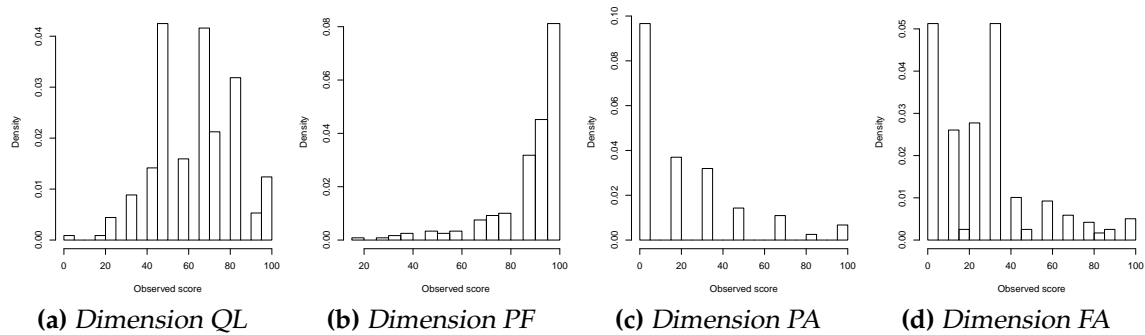 0.04
0.03
0.02
0.01
0.00
Density
0 20 40 60 80 100
Observed score
(a) Dimension QL
0.08
0.06
0.04
0.02
0.00
Density
20 40 60 80 100
Observed score
(b) Dimension PF
0.10
0.08
0.06
0.04
0.02
0.00
Density
0 20 40 60 80 100
Observed score
(c) Dimension PA
0.05
0.04
0.03
0.02
0.01
0.00
Density
0 20 40 60 80 100
Observed score
(d) Dimension FA